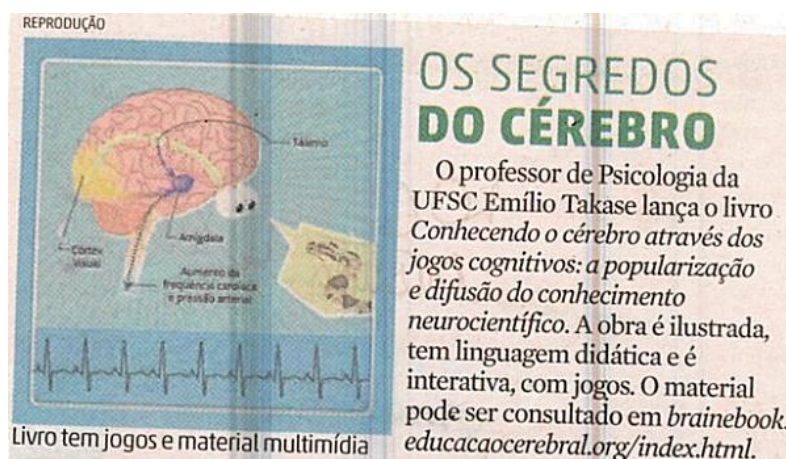 REPRODUÇÃO
Tálamo
Amígdala
Córtex
visual
Aumento da
frequência cardíaca
e pressão arterial
Livro tem jogos e material multimídia
OS SEGREDOS
DO CÉREBRO
O professor de Psicologia da
UFSC Emílio Takase lança o livro
Conhecendo o cérebro através dos
jogos cognitivos: a popularização
e difusão do conhecimento
neurocientífico. A obra é ilustrada,
tem linguagem didática e é
interativa, com jogos. O material
pode ser consultado em brainebook.
educacaocerebral.org/index.html.